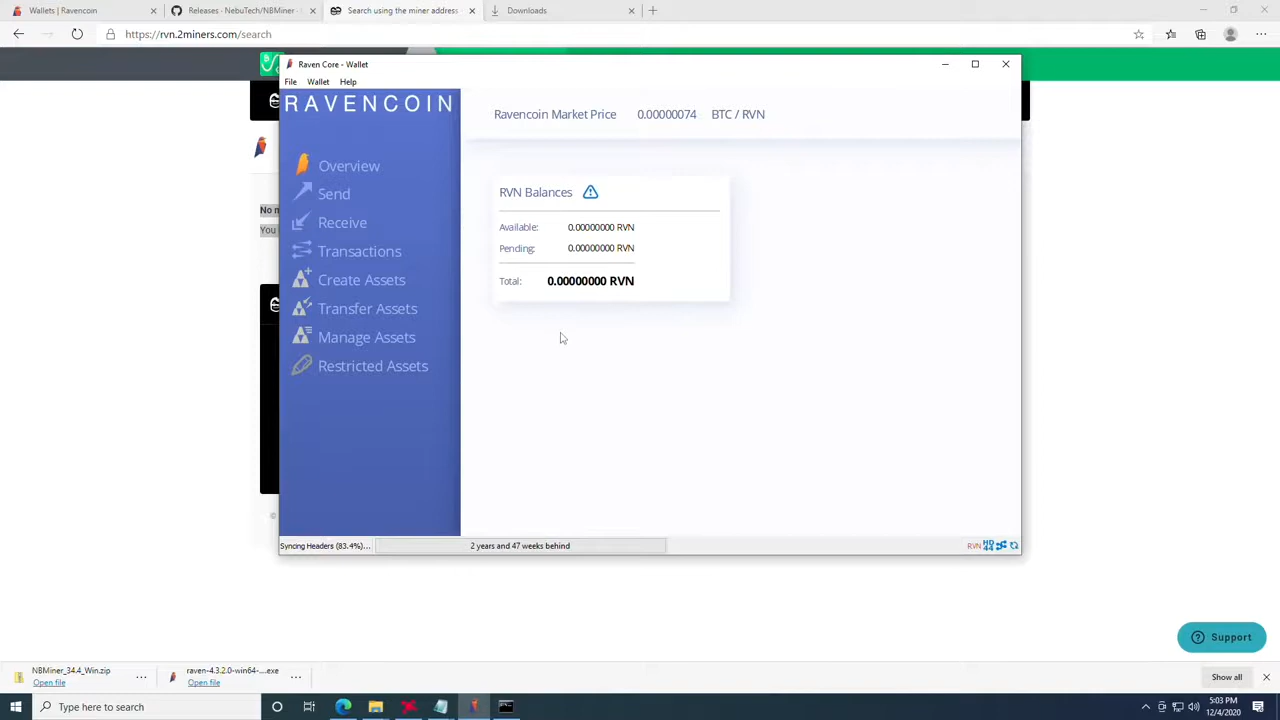 Wallets | Ravencoin
Releases · NebuTech/NBMiner ·
Search using the miner address
Downloads
https://rvn.2miners.com/search
Raven Core - Wallet
File Wallet Help
RAVENCOIN
Ravencoin Market Price 0.00000074 BTC / RVN
Overview
Send
Receive
Transactions
Create Assets
Transfer Assets
Manage Assets
Restricted Assets
RVN Balances
Available: 0.00000000 RVN
Pending: 0.00000000 RVN
Total: 0.00000000 RVN
No
You
©
Syncing Headers (83.4%)...
2 years and 47 weeks behind
RVN HD 44
Support
NBMiner_34.4_Win.zip
Open file
raven-4.3.2.0-win64-....exe
Open file
Show all
Type here to search
5:03 PM
12/4/2020